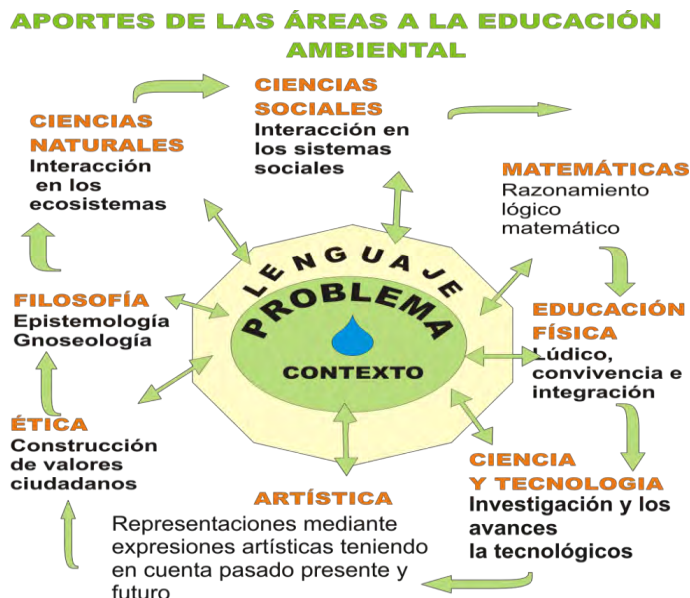 APORTES DE LAS ÁREAS A LA EDUCACIÓN
AMBIENTAL
CIENCIAS
SOCIALES
Interacción en
los sistemas
sociales
CIENCIAS
NATURALES
Interacción
en los
ecosistemas
MATEMÁTICAS
Razonamiento
lógico
matemático
LENGUAJE
PROBLEMA
CONTEXTO
FILOSOFÍA
Epistemología
Gnoseología
EDUCACIÓN
FÍSICA
Lúdico,
convivencia e
integración
ÉTICA
Construcción
de valores
ciudadanos
CIENCIA
Y TECNOLOGIA
Investigación y los
avances
la tecnológicos
ARTÍSTICA
Representaciones mediante
expresiones artísticas teniendo
en cuenta pasado presente y
futuro